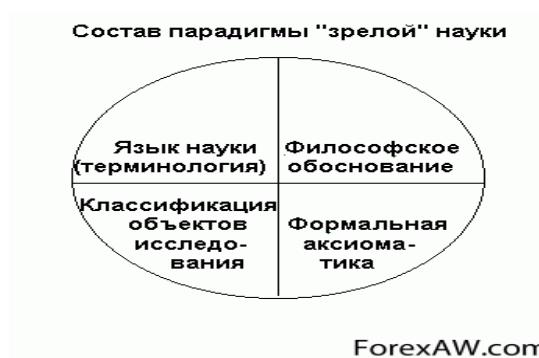 Состав парадигмы "зрелой" науки
Язык науки
(терминология)
Философское
обоснование
Классификация
объектов
исследо-
вания
Формальная
аксиома-
тика
ForexAW.com